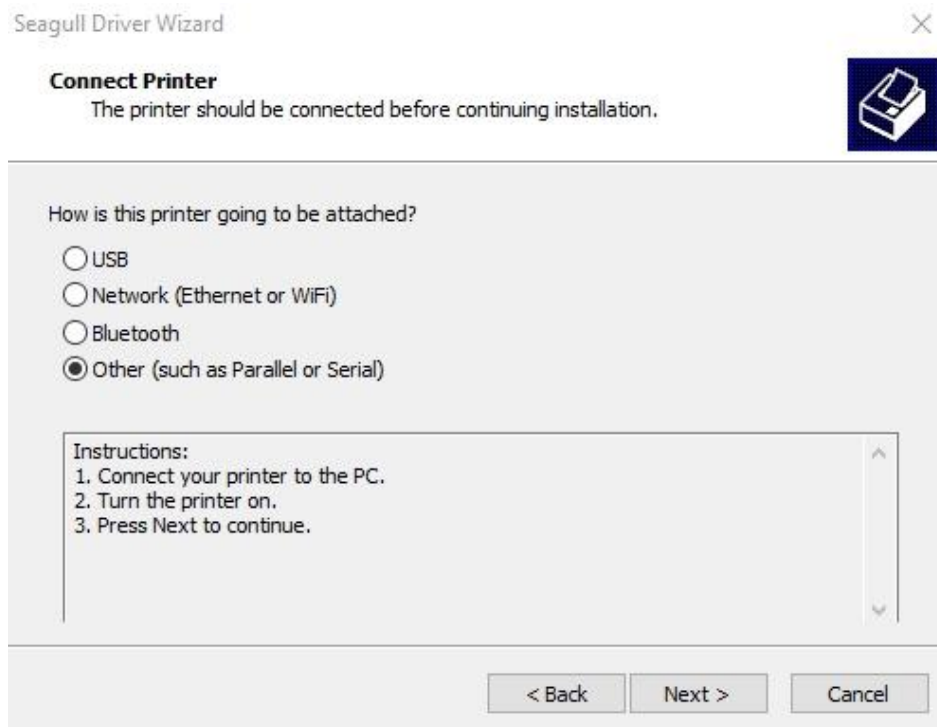 Seagull Driver Wizard
Connect Printer
The printer should be connected before continuing installation.
How is this printer going to be attached?
USB
Network (Ethernet or WiFi)
Bluetooth
Other (such as Parallel or Serial)
Instructions:
1. Connect your printer to the PC.
2. Turn the printer on.
3. Press Next to continue.
< Back
Next >
Cancel